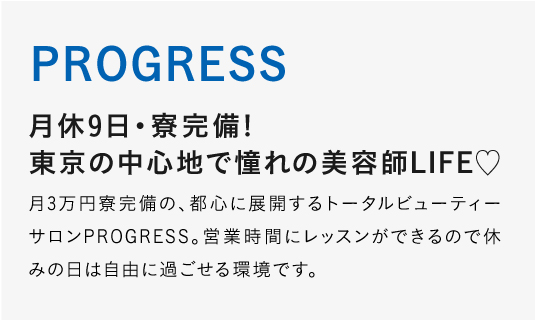 PROGRESS
月休9日・寮完備!
東京の中心地で憧れの美容師LIFE♡
月3万円寮完備の、都心に展開するトータルビューティー
サロンPROGRESS。営業時間にレッスンができるので休
みの日は自由に過ごせる環境です。